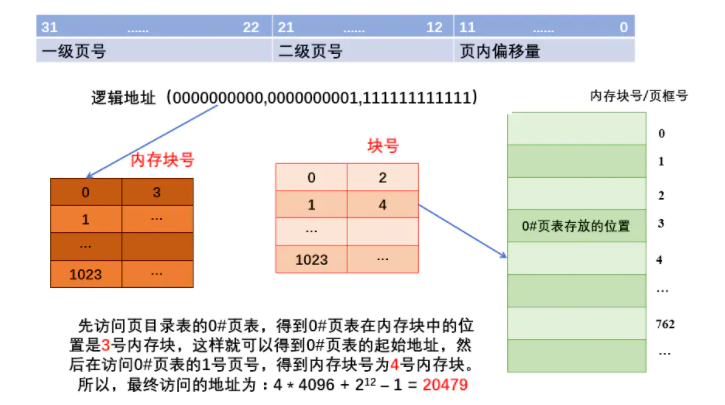 31 ...... 22 21 ...... 12 11 ...... 0
一级页号 二级页号 页内偏移量
逻辑地址（0000000000,0000000001,111111111111）
内存块号/页框号
内存块号
0 3
1 ...
...
1023 ...
块号
0 2
1 4
...
1023 ...
0
1
2
0#页表存放的位置 3
4
...
762
...
先访问页目录表的0#页表，得到0#页表在内存块中的位
置是3号内存块，这样就可以得到0#页表的起始地址，然
后在访问0#页表的1号页号，得到内存块号为4号内存块。
所以，最终访问的地址为：4 * 4096 + 2¹² – 1 = 20479